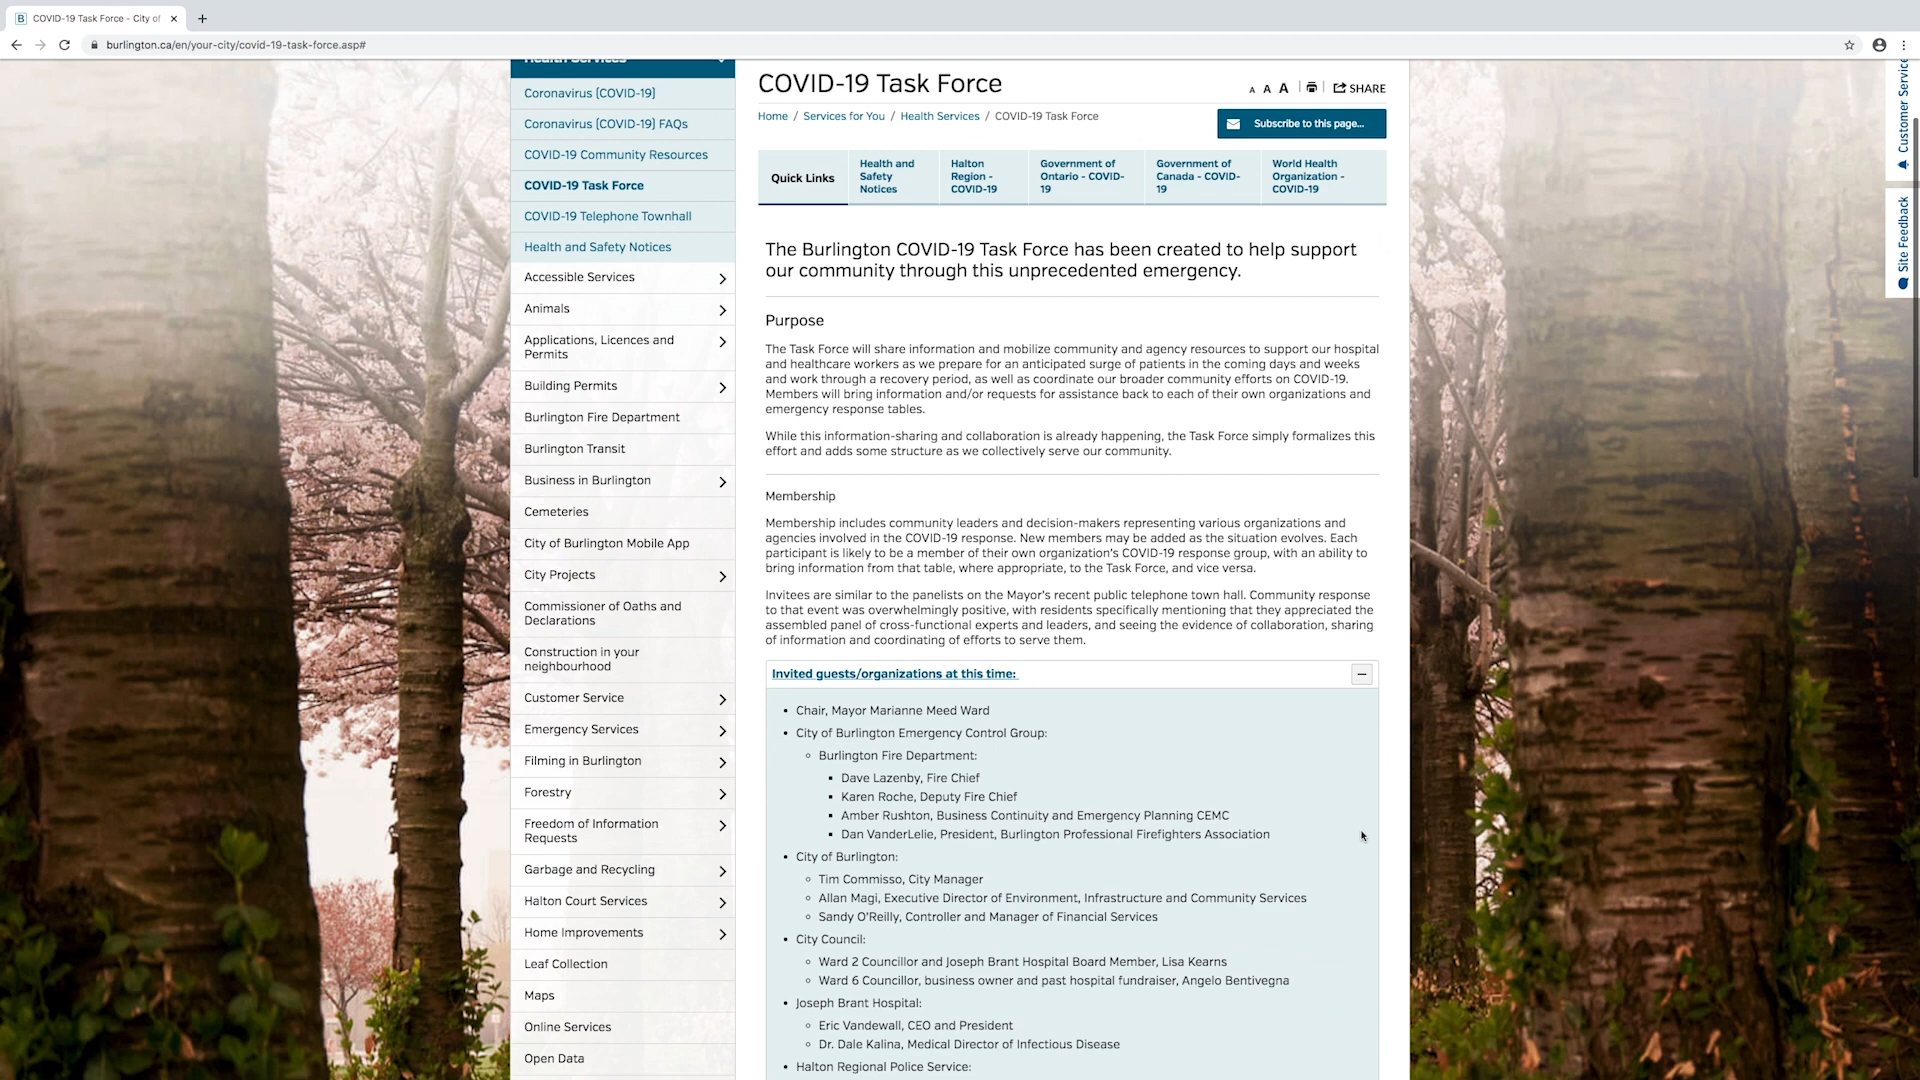 COVID-19 Task Force - City of
burlington.ca/en/your-city/covid-19-task-force.asp#
Health Services
Coronavirus (COVID-19)
Coronavirus (COVID-19) FAQs
COVID-19 Community Resources
COVID-19 Task Force
COVID-19 Telephone Townhall
Health and Safety Notices
Accessible Services
Animals
Applications, Licences and
Permits
Building Permits
Burlington Fire Department
Burlington Transit
Business in Burlington
Cemeteries
City of Burlington Mobile App
City Projects
Commissioner of Oaths and
Declarations
Construction in your
neighbourhood
Customer Service
Emergency Services
Filming in Burlington
Forestry
Freedom of Information
Requests
Garbage and Recycling
Halton Court Services
Home Improvements
Leaf Collection
Maps
Online Services
Open Data
COVID-19 Task Force
A A A SHARE
Home / Services for You / Health Services / COVID-19 Task Force
Subscribe to this page...
Quick Links
Health and
Safety
Notices
Halton
Region -
COVID-19
Government of
Ontario - COVID-
19
Government of
Canada - COVID-
19
World Health
Organization -
COVID-19
The Burlington COVID-19 Task Force has been created to help support
our community through this unprecedented emergency.
Purpose
The Task Force will share information and mobilize community and agency resources to support our hospital
and healthcare workers as we prepare for an anticipated surge of patients in the coming days and weeks
and work through a recovery period, as well as coordinate our broader community efforts on COVID-19.
Members will bring information and/or requests for assistance back to each of their own organizations and
emergency response tables.
While this information-sharing and collaboration is already happening, the Task Force simply formalizes this
effort and adds some structure as we collectively serve our community.
Membership
Membership includes community leaders and decision-makers representing various organizations and
agencies involved in the COVID-19 response. New members may be added as the situation evolves. Each
participant is likely to be a member of their own organization's COVID-19 response group, with an ability to
bring information from that table, where appropriate, to the Task Force, and vice versa.
Invitees are similar to the panelists on the Mayor's recent public telephone town hall. Community response
to that event was overwhelmingly positive, with residents specifically mentioning that they appreciated the
assembled panel of cross-functional experts and leaders, and seeing the evidence of collaboration, sharing
of information and coordinating of efforts to serve them.
Invited guests/organizations at this time:
Chair, Mayor Marianne Meed Ward
City of Burlington Emergency Control Group:
Burlington Fire Department:
Dave Lazenby, Fire Chief
Karen Roche, Deputy Fire Chief
Amber Rushton, Business Continuity and Emergency Planning CEMC
Dan VanderLelie, President, Burlington Professional Firefighters Association
City of Burlington:
Tim Commisso, City Manager
Allan Magi, Executive Director of Environment, Infrastructure and Community Services
Sandy O'Reilly, Controller and Manager of Financial Services
City Council:
Ward 2 Councillor and Joseph Brant Hospital Board Member, Lisa Kearns
Ward 6 Councillor, business owner and past hospital fundraiser, Angelo Bentivegna
Joseph Brant Hospital:
Eric Vandewall, CEO and President
Dr. Dale Kalina, Medical Director of Infectious Disease
Halton Regional Police Service:
Customer Service
Site Feedback